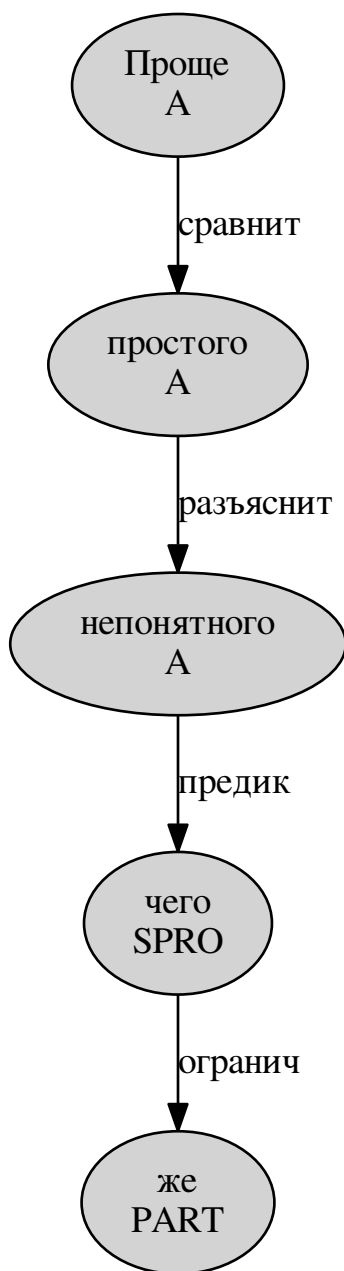 Проще
А
сравнит
простого
А
разъяснит
непонятного
А
предик
чего
SPRO
огранич
же
PART